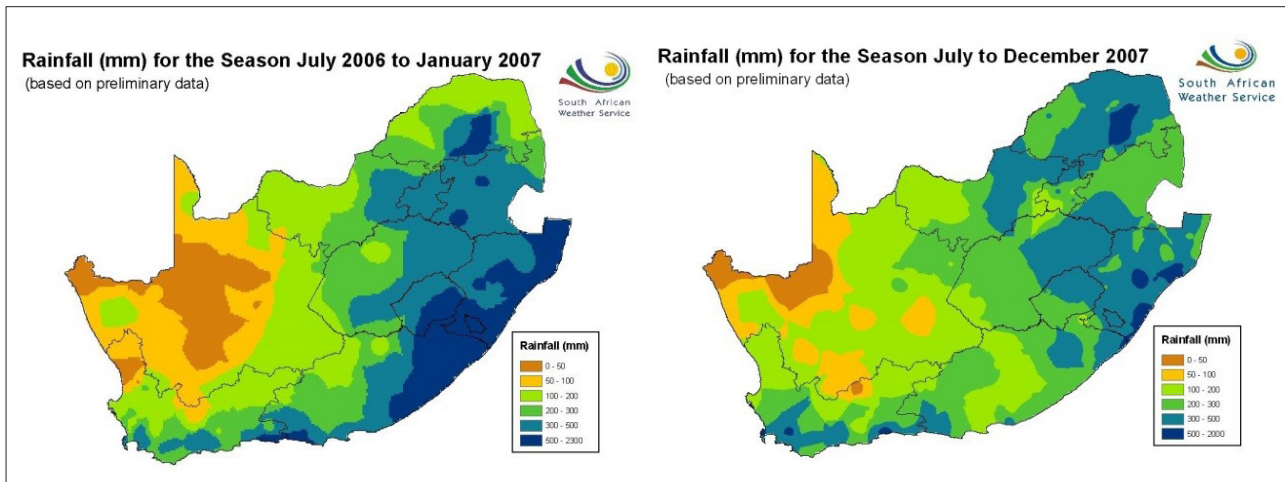 Rainfall (mm) for the Season July 2006 to January 2007
(based on preliminary data)
South African
Weather Service
Rainfall (mm)
0 - 50
50 - 100
100 - 200
200 - 300
300 - 500
500 - 2300
Rainfall (mm) for the Season July to December 2007
(based on preliminary data)
South African
Weather Service
Rainfall (mm)
0 - 50
50 - 100
100 - 200
200 - 300
300 - 500
500 - 2000